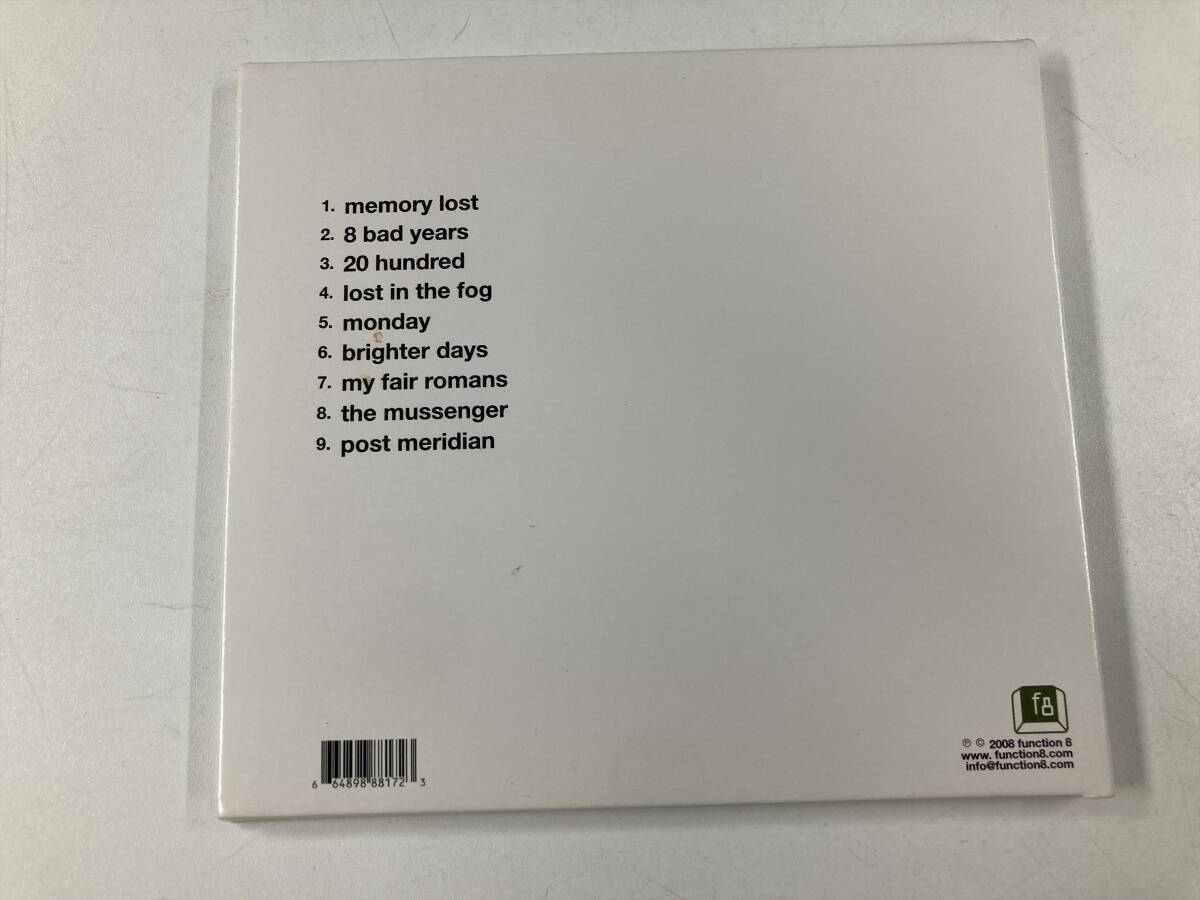 1. memory lost
2. 8 bad years
3. 20 hundred
4. lost in the fog
5. monday
6. brighter days
7. my fair romans
8. the mussenger
9. post meridian
f8
℗ © 2008 function 8
www. function8.com
info@function8.com
6 64898 88172 3